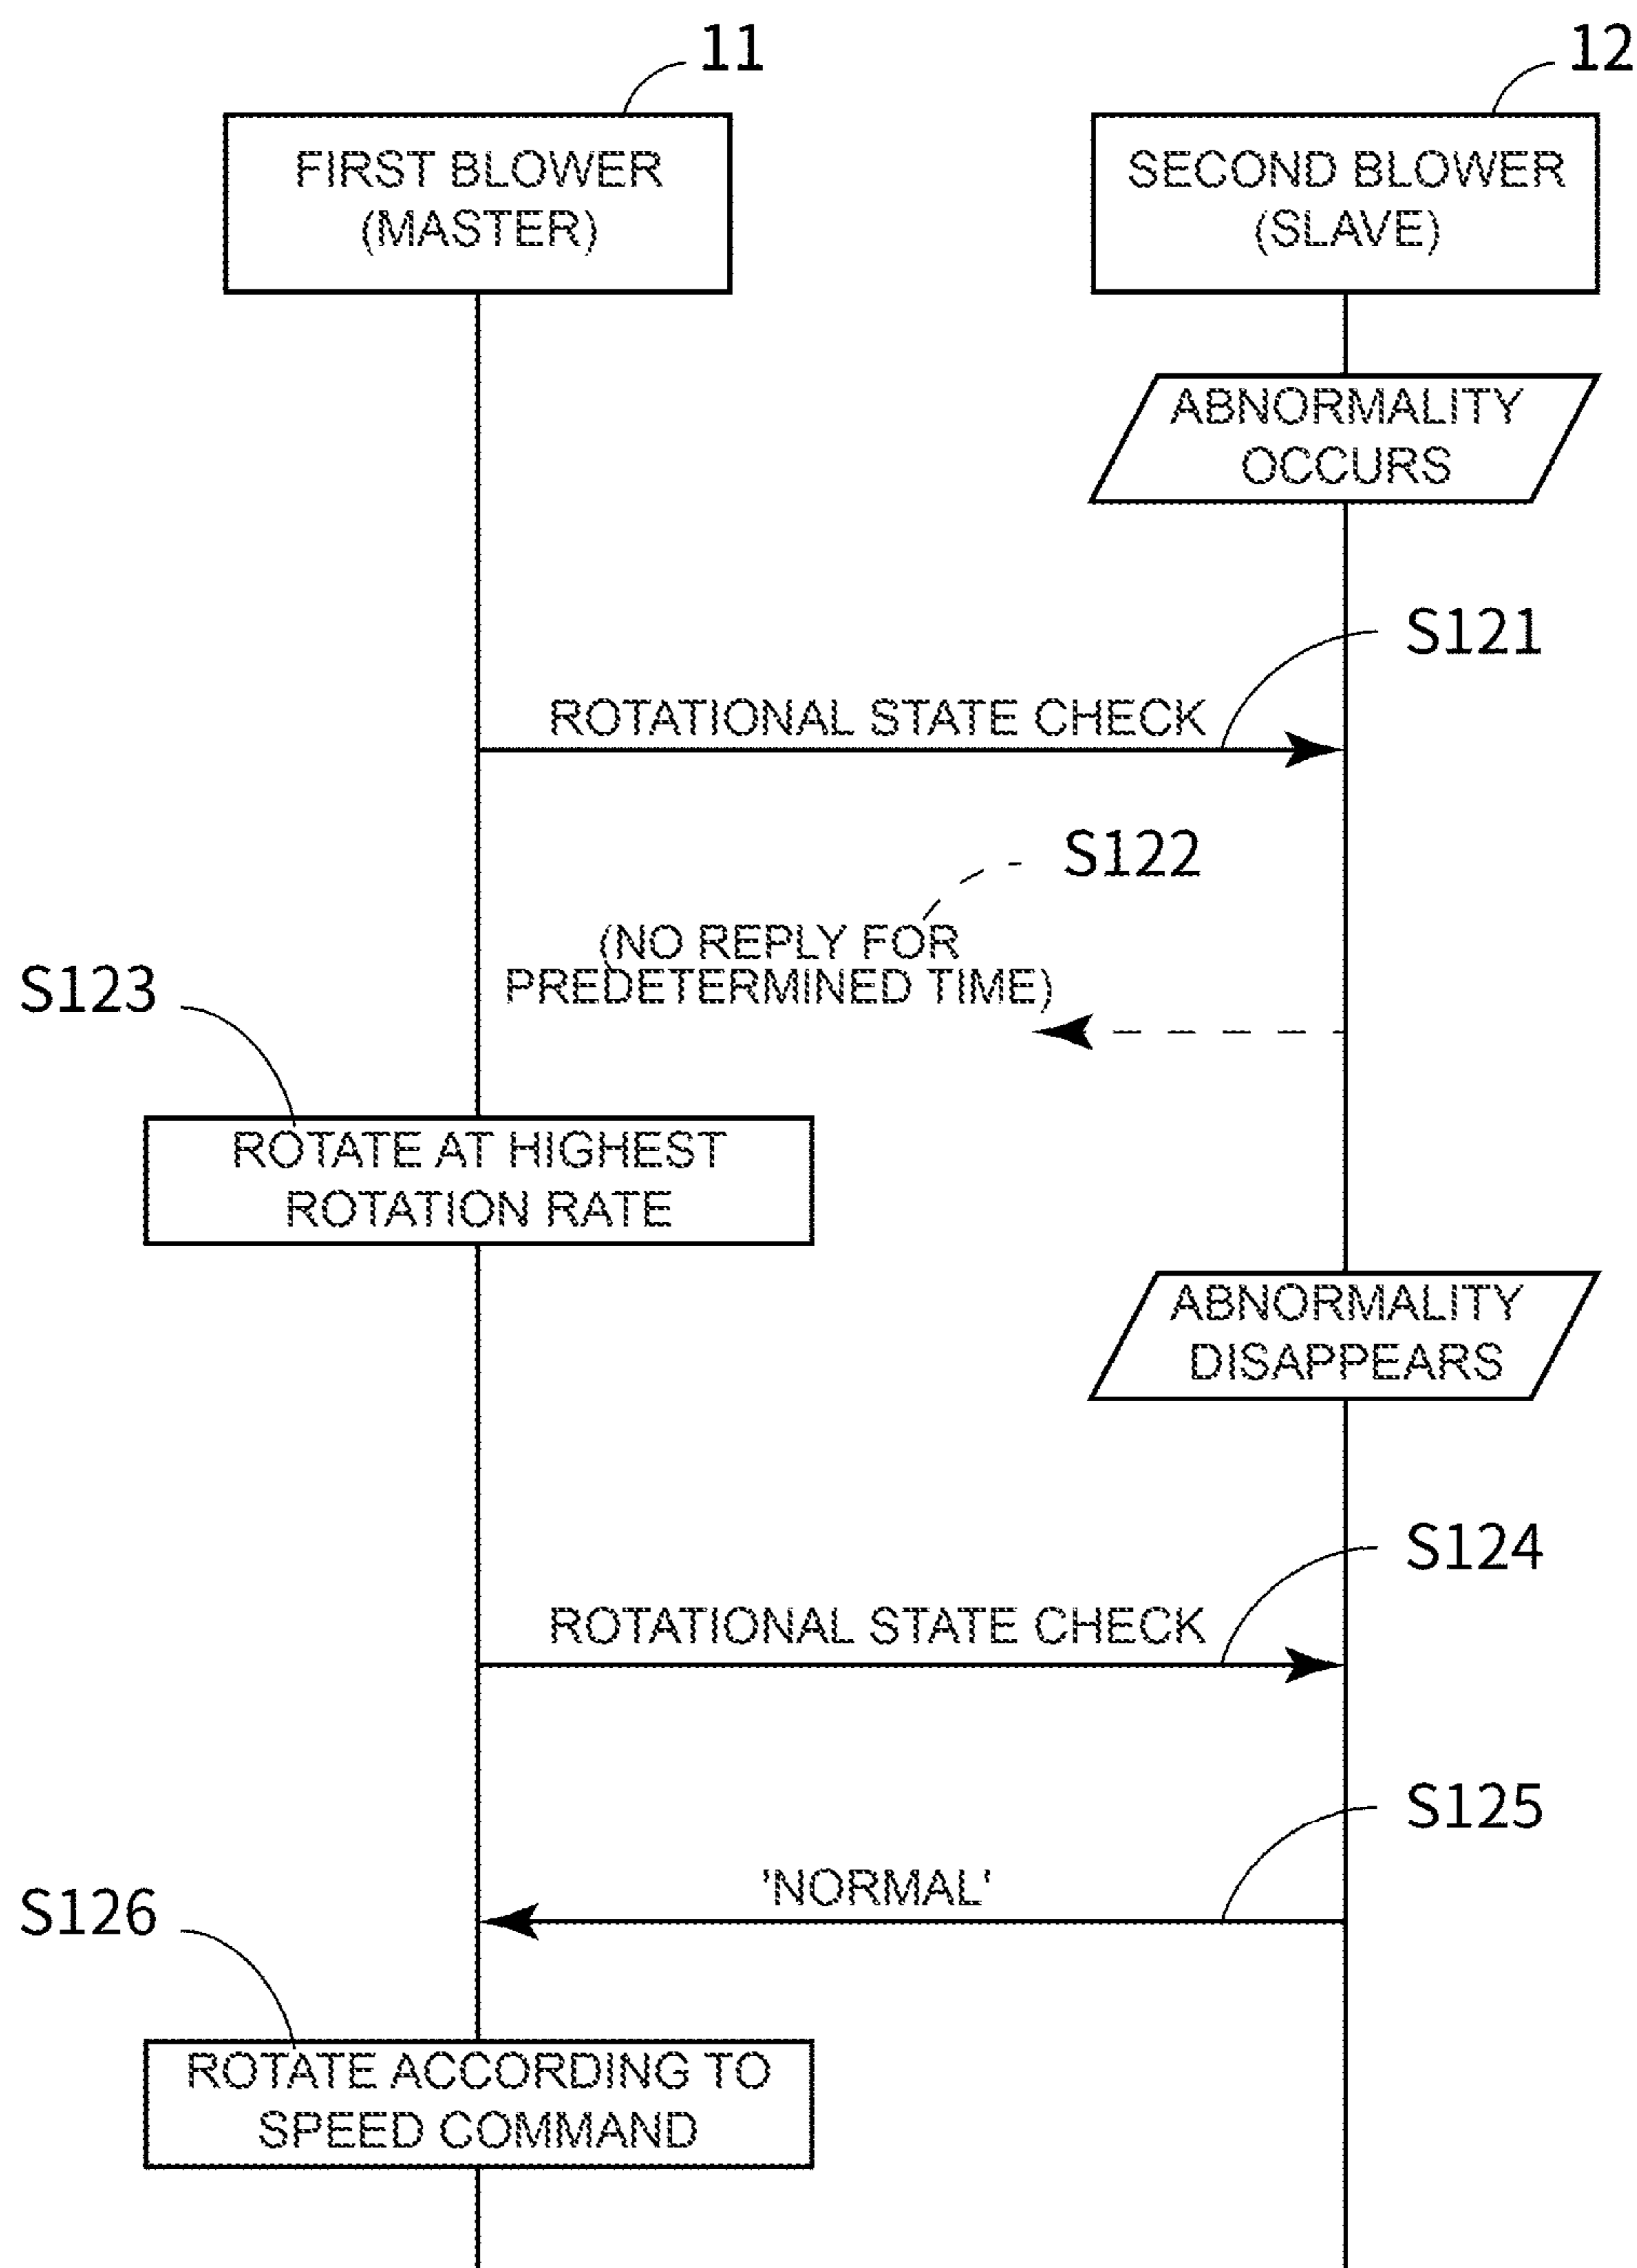 11
12
FIRST BLOWER
(MASTER)
SECOND BLOWER
(SLAVE)
ABNORMALITY
OCCURS
S121
ROTATIONAL STATE CHECK
S122
(NO REPLY FOR
PREDETERMINED TIME)
S123
ROTATE AT HIGHEST
ROTATION RATE
ABNORMALITY
DISAPPEARS
S124
ROTATIONAL STATE CHECK
S125
'NORMAL'
S126
ROTATE ACCORDING TO
SPEED COMMAND